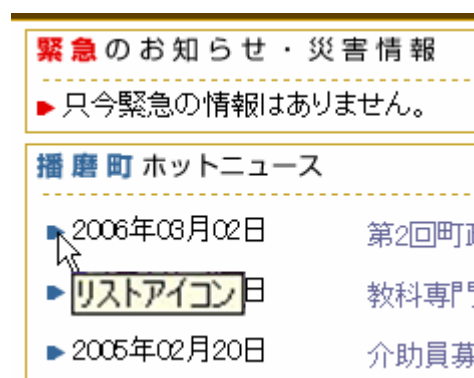 緊急のお知らせ・災害情報
只今緊急の情報はありません。
播磨町ホットニュース
2006年03月02日 第2回町
リストアイコン 日 教科専門
2005年02月20日 介助員募